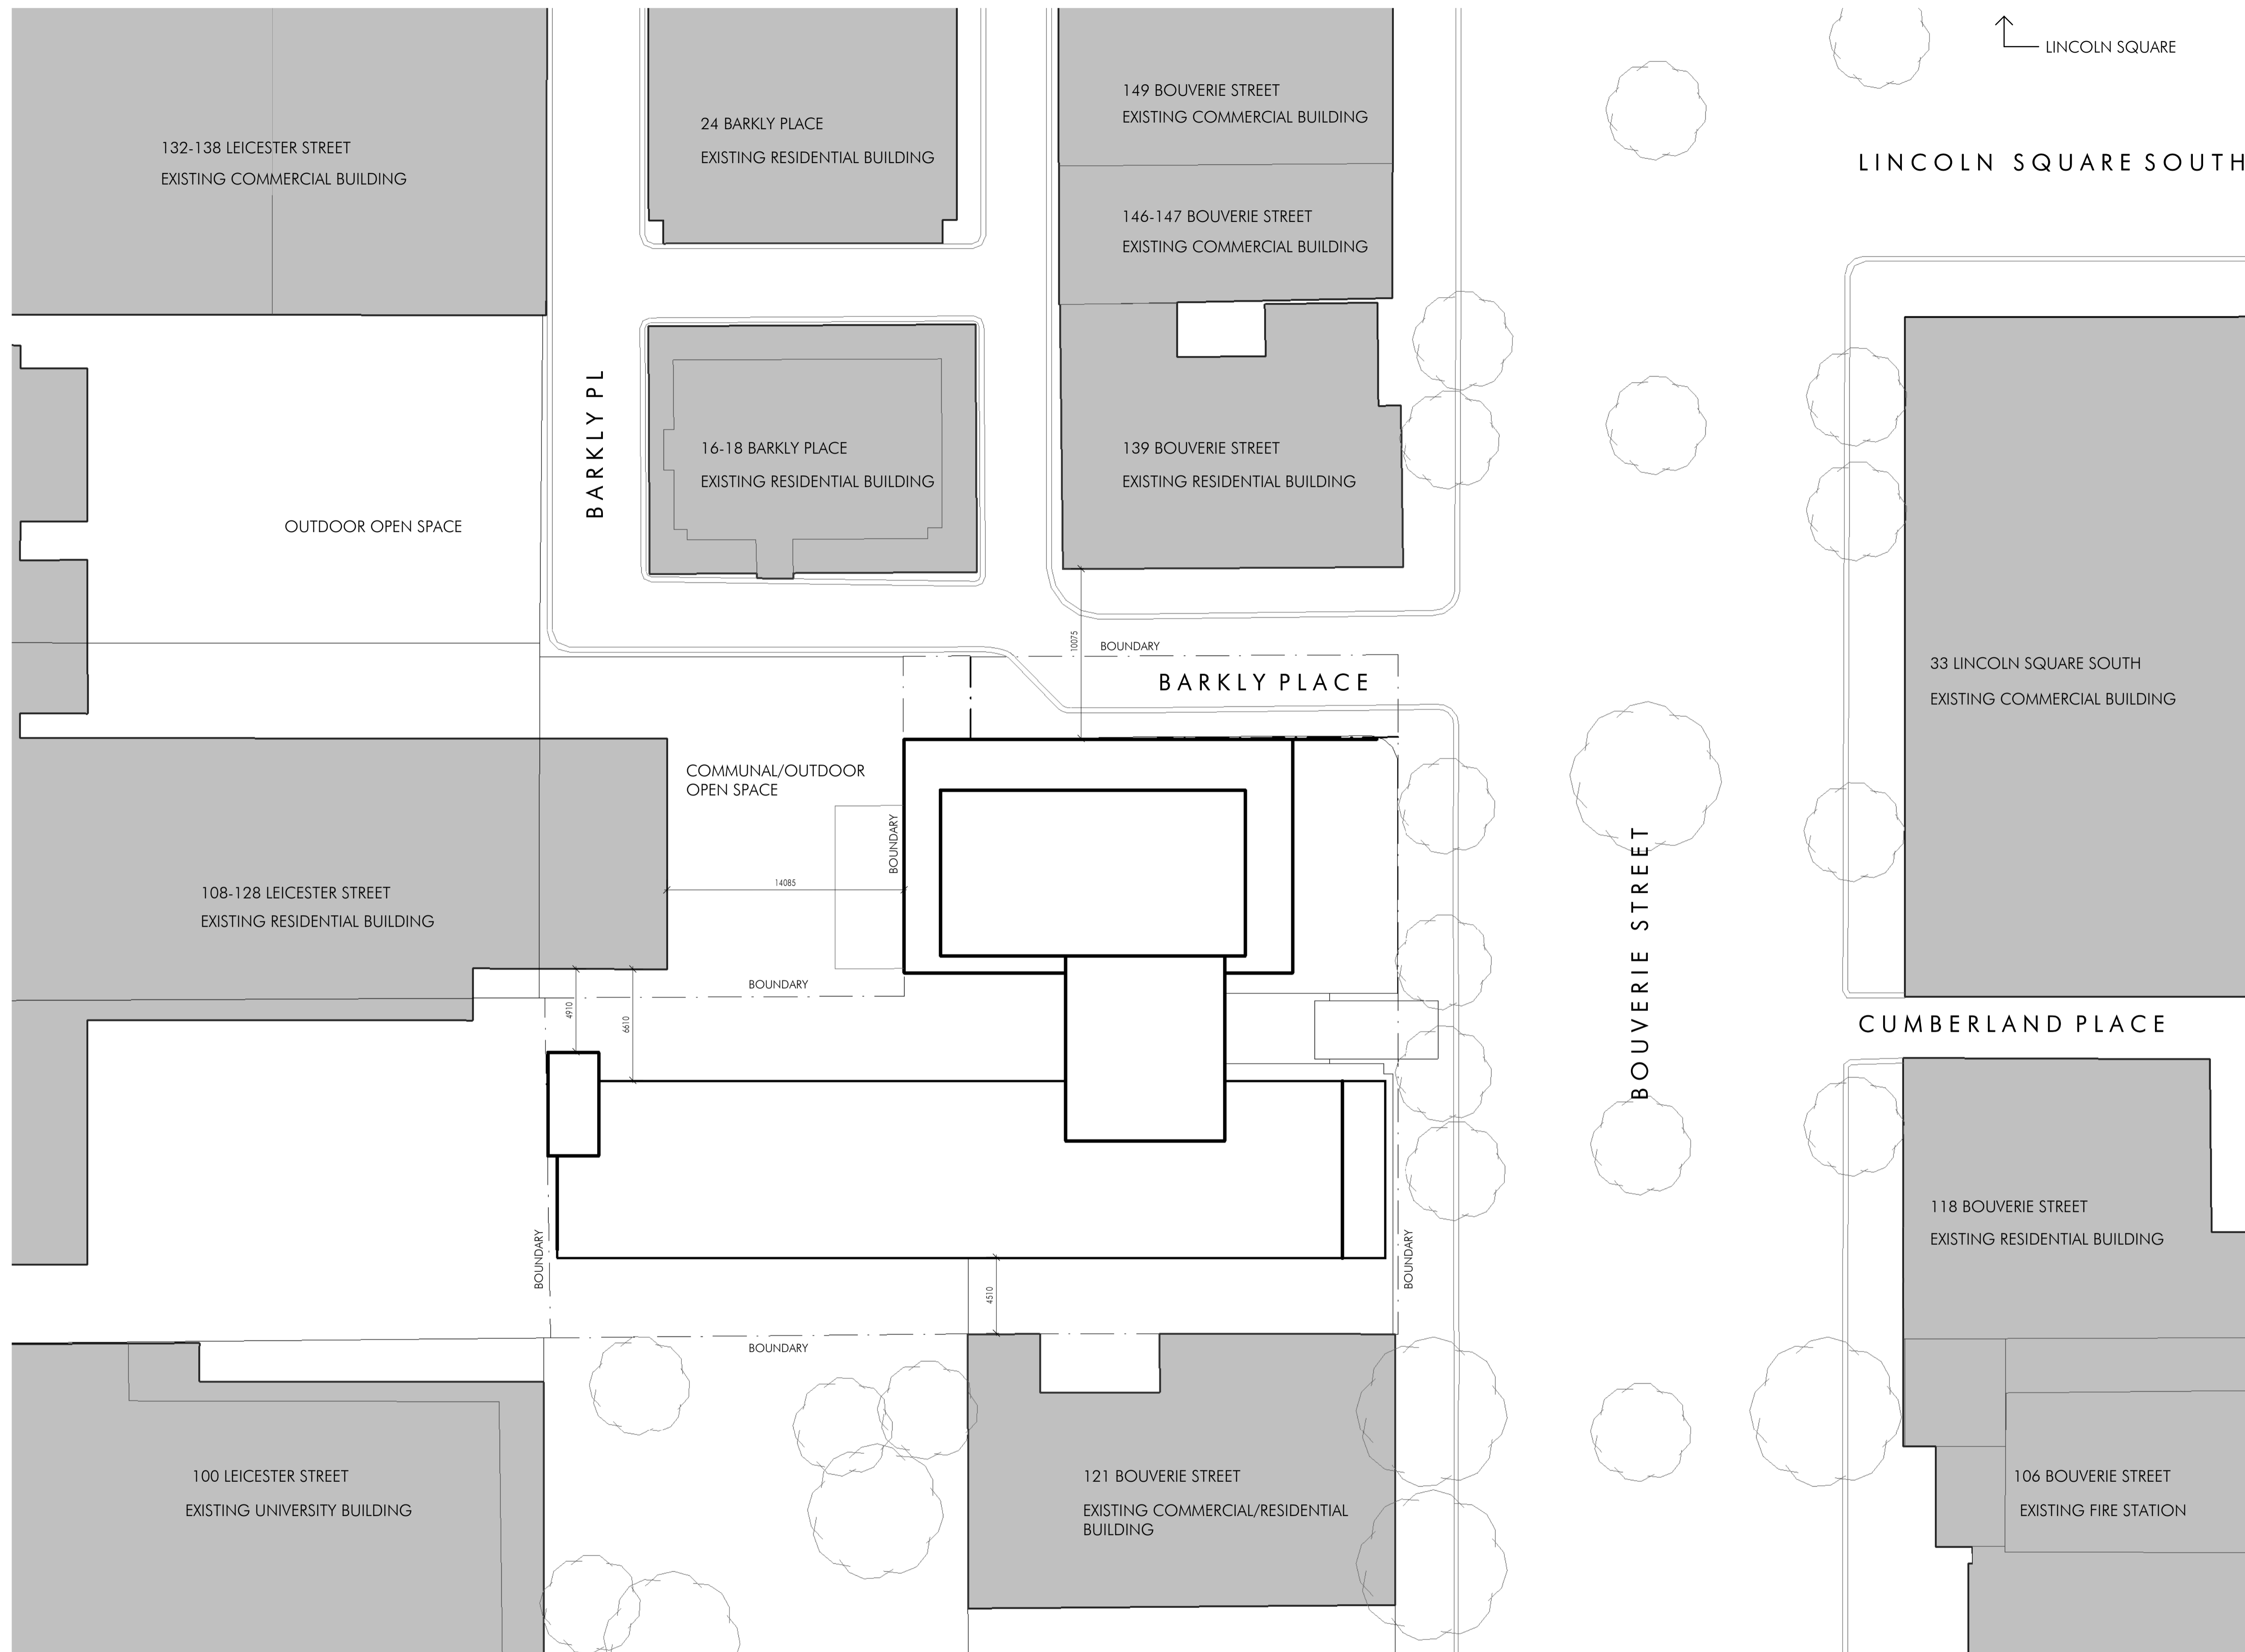 LINCOLN SQUARE
149 BOUVERIE STREET
EXISTING COMMERCIAL BUILDING
24 BARKLY PLACE
EXISTING RESIDENTIAL BUILDING
132-138 LEICESTER STREET
EXISTING COMMERCIAL BUILDING
LINCOLN SQUARE SOUTH
146-147 BOUVERIE STREET
EXISTING COMMERCIAL BUILDING
BARKLY PL
16-18 BARKLY PLACE
EXISTING RESIDENTIAL BUILDING
139 BOUVERIE STREET
EXISTING RESIDENTIAL BUILDING
OUTDOOR OPEN SPACE
10075
BOUNDARY
BARKLY PLACE
33 LINCOLN SQUARE SOUTH
EXISTING COMMERCIAL BUILDING
COMMUNAL/OUTDOOR
OPEN SPACE
BOUNDARY
14085
108-128 LEICESTER STREET
EXISTING RESIDENTIAL BUILDING
BOUVERIE STREET
BOUNDARY
4910
6610
CUMBERLAND PLACE
118 BOUVERIE STREET
EXISTING RESIDENTIAL BUILDING
BOUNDARY
BOUNDARY
4510
BOUNDARY
100 LEICESTER STREET
EXISTING UNIVERSITY BUILDING
121 BOUVERIE STREET
EXISTING COMMERCIAL/RESIDENTIAL
BUILDING
106 BOUVERIE STREET
EXISTING FIRE STATION